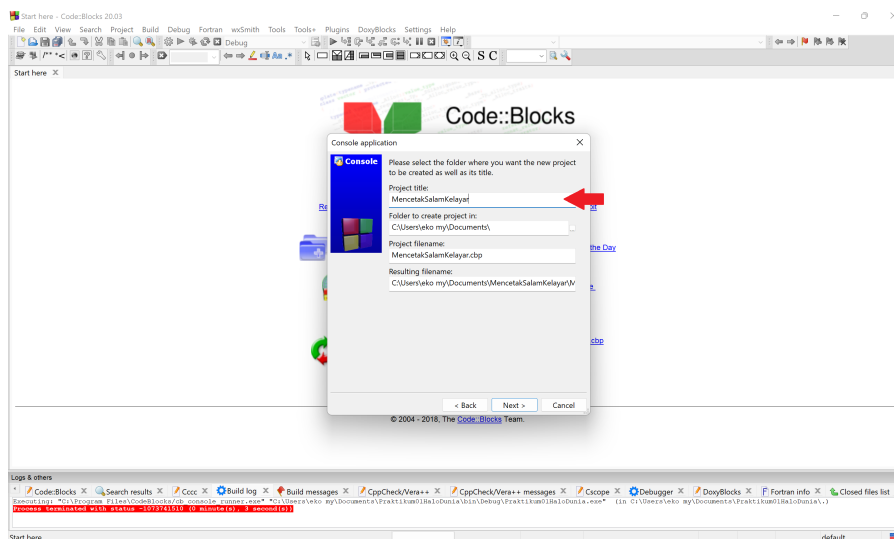 Start here - Code::Blocks 20.03
File Edit View Search Project Build Debug Fortran wxSmith Tools Tools+ Plugins DoxyBlocks Settings Help
Debug
/** *<
S C
Start here X
Code::Blocks
Console application
Console
Please select the folder where you want the new project
to be created as well as its title.
Project title:
MencetakSalamKelayar
Folder to create project in:
C:\Users\eko my\Documents\
the Day
Project filename:
MencetakSalamKelayar.cbp
Resulting filename:
C:\Users\eko my\Documents\MencetakSalamKelayar\M
.cbp
< Back Next > Cancel
© 2004 - 2018, The Code::Blocks Team.
Logs & others
Code::Blocks X Search results X Cccc X Build log X Build messages X CppCheck/Vera++ X CppCheck/Vera++ messages X Cscope X Debugger X DoxyBlocks X Fortran info X Closed files list
Executing: "C:\Program Files\CodeBlocks/cb_console_runner.exe" "C:\Users\eko my\Documents\Praktikum01HaloDunia\bin\Debug\Praktikum01HaloDunia.exe" (in C:\Users\eko my\Documents\Praktikum01HaloDunia\.)
Process terminated with status -1073741510 (0 minute(s), 3 second(s))
Start here default